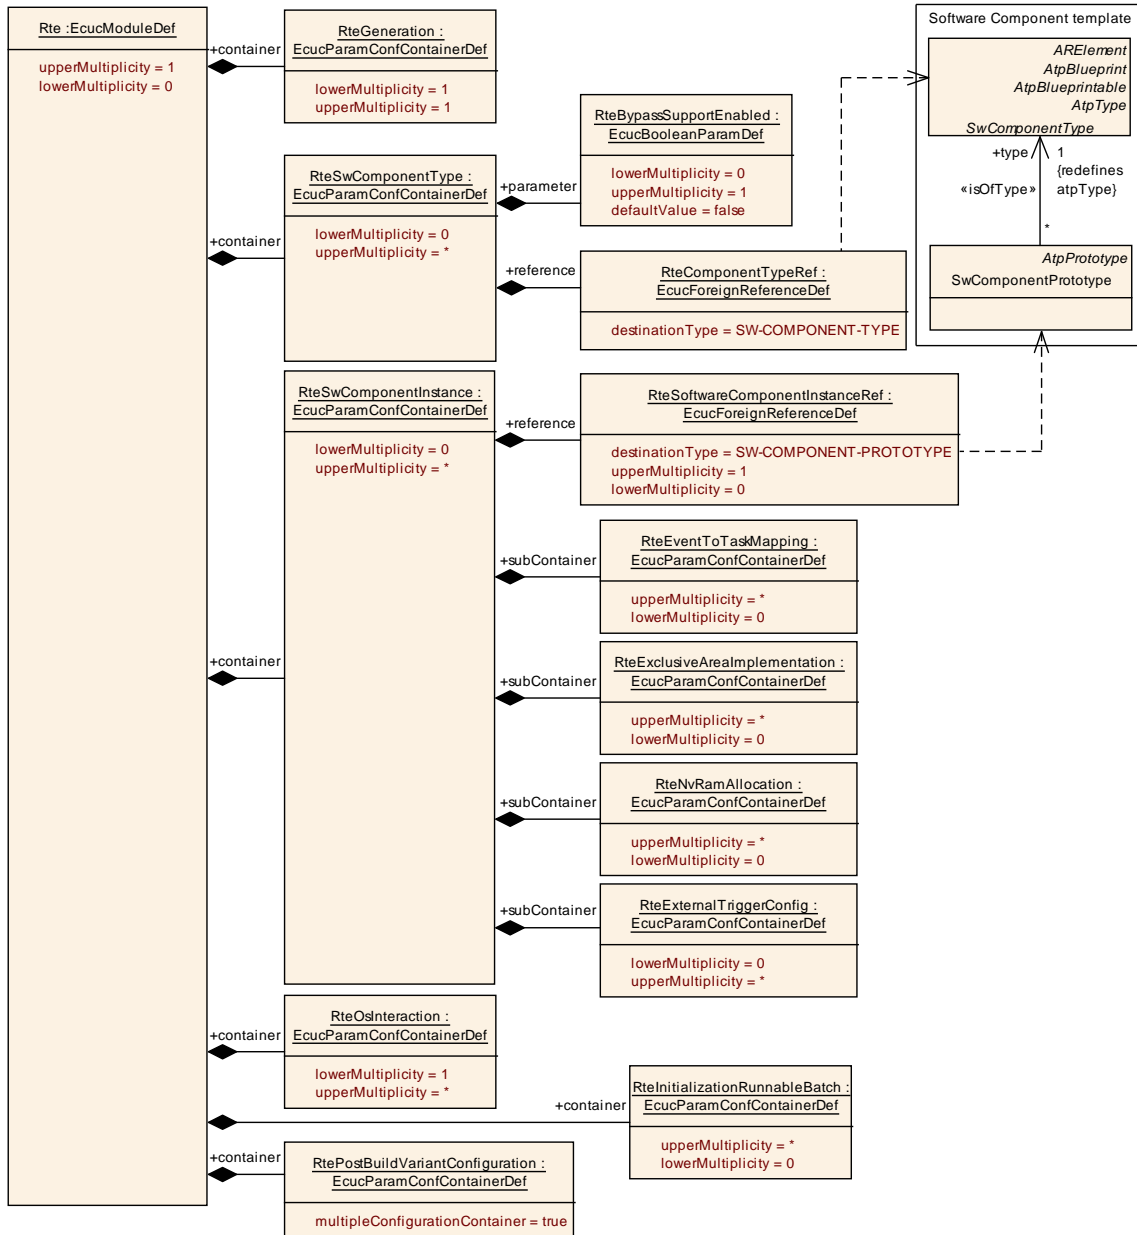 Rte :EcucModuleDef
upperMultiplicity = 1
lowerMultiplicity = 0
+container
RteGeneration :
EcucParamConfContainerDef
lowerMultiplicity = 1
upperMultiplicity = 1
Software Component template
ARElement
AtpBlueprint
AtpBlueprintable
AtpType
SwComponentType
+type
1
{redefines
atpType}
«isOfType»
*
AtpPrototype
SwComponentPrototype
+container
RteSwComponentType :
EcucParamConfContainerDef
lowerMultiplicity = 0
upperMultiplicity = *
+parameter
RteBypassSupportEnabled :
EcucBooleanParamDef
lowerMultiplicity = 0
upperMultiplicity = 1
defaultValue = false
+reference
RteComponentTypeRef :
EcucForeignReferenceDef
destinationType = SW-COMPONENT-TYPE
+container
RteSwComponentInstance :
EcucParamConfContainerDef
lowerMultiplicity = 0
upperMultiplicity = *
+reference
RteSoftwareComponentInstanceRef :
EcucForeignReferenceDef
destinationType = SW-COMPONENT-PROTOTYPE
upperMultiplicity = 1
lowerMultiplicity = 0
+subContainer
RteEventToTaskMapping :
EcucParamConfContainerDef
upperMultiplicity = *
lowerMultiplicity = 0
+subContainer
RteExclusiveAreaImplementation :
EcucParamConfContainerDef
upperMultiplicity = *
lowerMultiplicity = 0
+subContainer
RteNvRamAllocation :
EcucParamConfContainerDef
upperMultiplicity = *
lowerMultiplicity = 0
+subContainer
RteExternalTriggerConfig :
EcucParamConfContainerDef
lowerMultiplicity = 0
upperMultiplicity = *
+container
RteOsInteraction :
EcucParamConfContainerDef
lowerMultiplicity = 1
upperMultiplicity = *
+container
RteInitializationRunnableBatch :
EcucParamConfContainerDef
upperMultiplicity = *
lowerMultiplicity = 0
+container
RtePostBuildVariantConfiguration :
EcucParamConfContainerDef
multipleConfigurationContainer = true